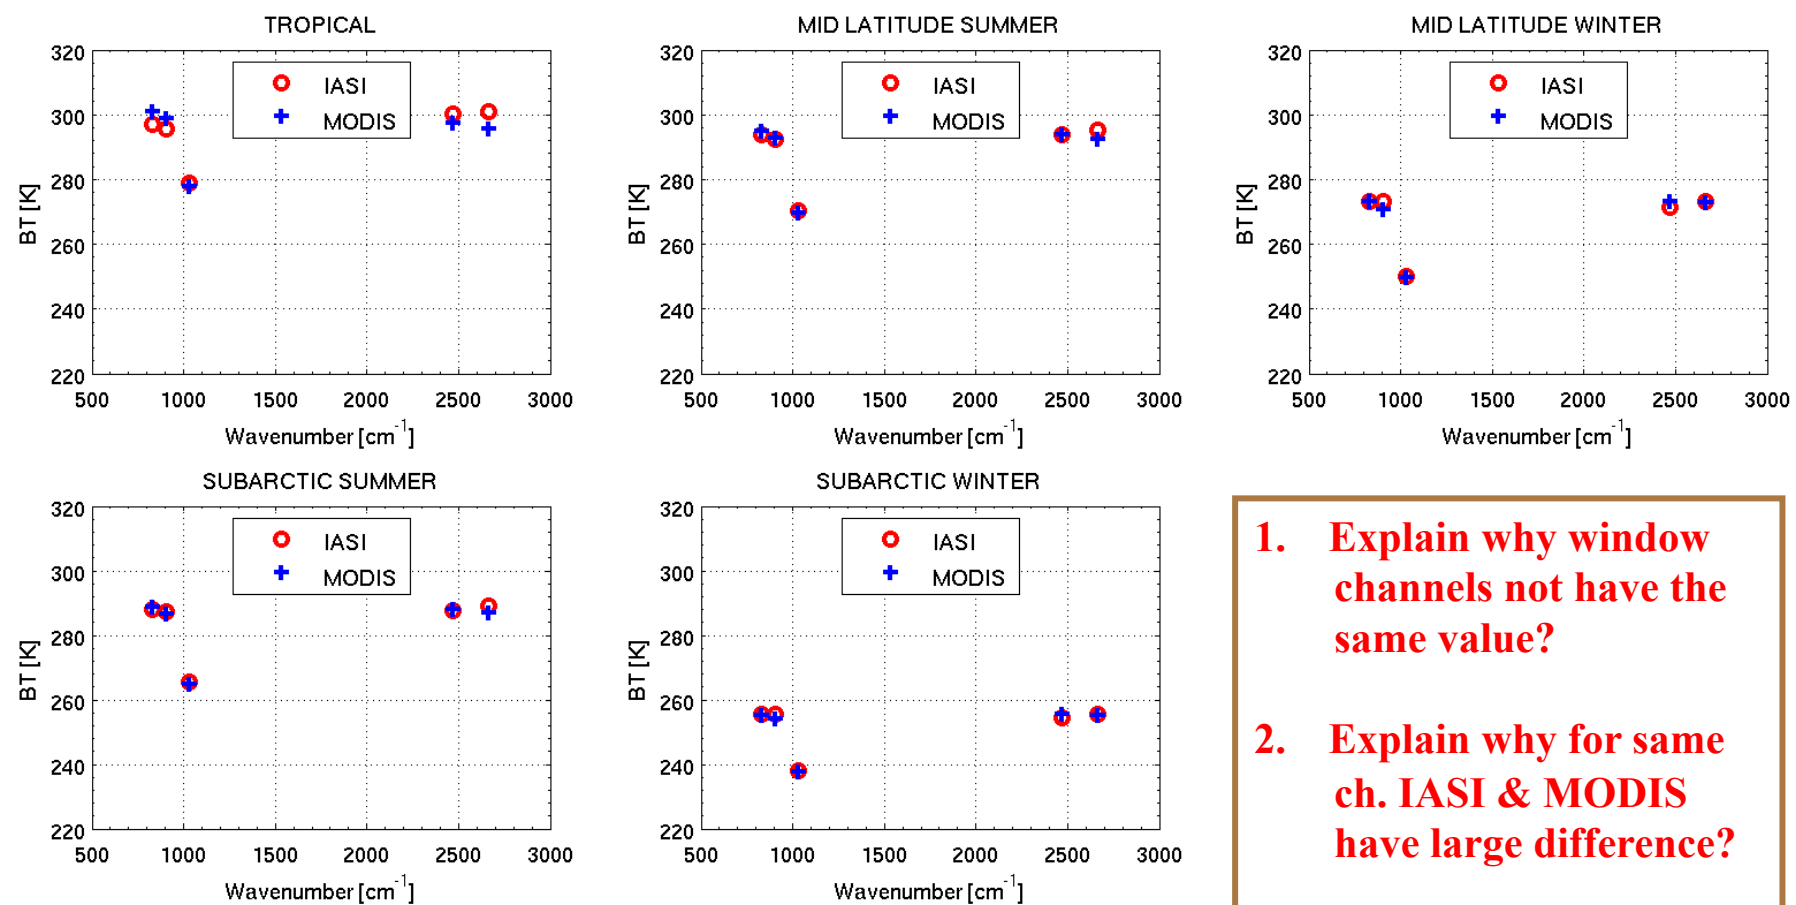 TROPICAL
320
300
280
260
240
220
BT [K]
IASI
MODIS
500 1000 1500 2000 2500 3000
Wavenumber [cm-1]
MID LATITUDE SUMMER
320
300
280
260
240
220
BT [K]
IASI
MODIS
500 1000 1500 2000 2500 3000
Wavenumber [cm-1]
MID LATITUDE WINTER
320
300
280
260
240
220
BT [K]
IASI
MODIS
500 1000 1500 2000 2500 3000
Wavenumber [cm-1]
SUBARCTIC SUMMER
320
300
280
260
240
220
BT [K]
IASI
MODIS
500 1000 1500 2000 2500 3000
Wavenumber [cm-1]
SUBARCTIC WINTER
320
300
280
260
240
220
BT [K]
IASI
MODIS
500 1000 1500 2000 2500 3000
Wavenumber [cm-1]
1. Explain why window
channels not have the
same value?
2. Explain why for same
ch. IASI & MODIS
have large difference?